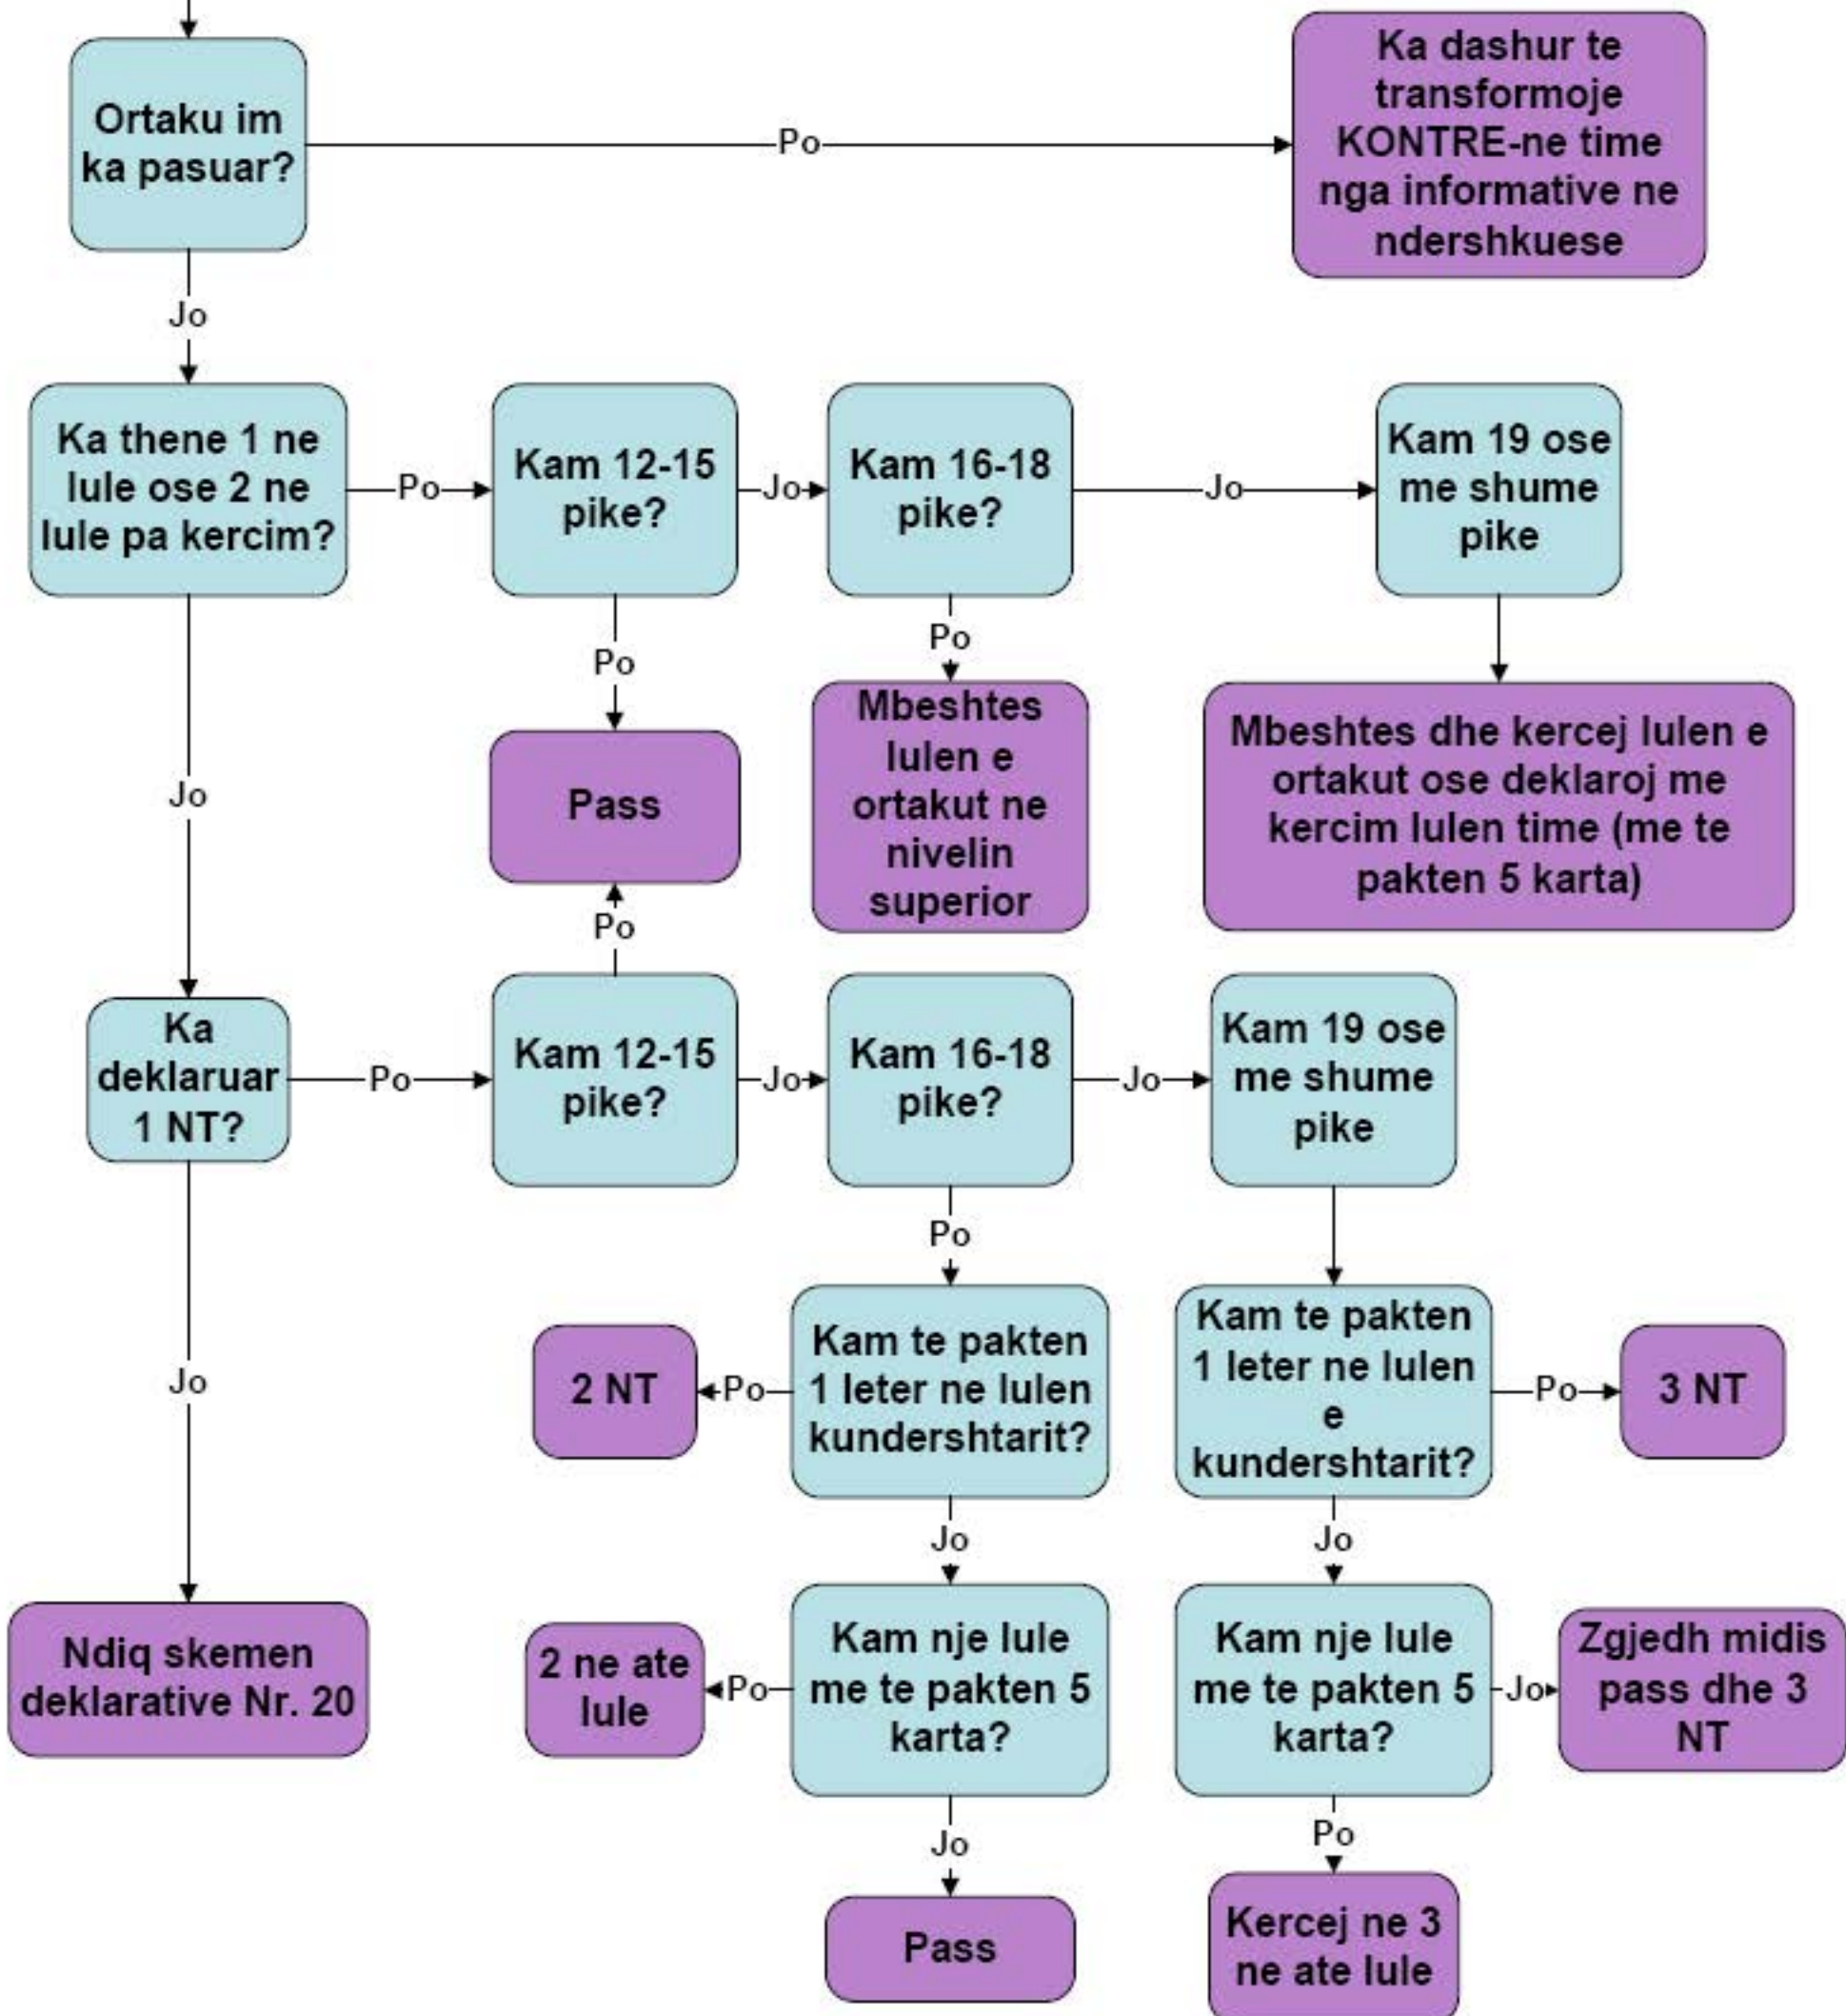 Ortaku im
ka pasuar?
Po
Ka dashur te
transformoje
KONTRE-ne time
nga informative ne
ndershkuese
Jo
Ka thene 1 ne
lule ose 2 ne
lule pa kercim?
Po
Kam 12-15
pike?
Jo
Kam 16-18
pike?
Jo
Kam 19 ose
me shume
pike
Po
Po
Pass
Mbeshtes
lulen e
ortakut ne
nivelin
superior
Mbeshtes dhe kercej lulen e
ortakut ose deklaroj me
kercim lulen time (me te
pakten 5 karta)
Jo
Po
Ka
deklaruar
1 NT?
Po
Kam 12-15
pike?
Jo
Kam 16-18
pike?
Jo
Kam 19 ose
me shume
pike
Po
2 NT
Po
Kam te pakten
1 leter ne lulen
kundershtarit?
Kam te pakten
1 leter ne lulen
e
kundershtarit?
Po
3 NT
Jo
Jo
Jo
Ndiq skemen
deklarative Nr. 20
2 ne ate
lule
Po
Kam nje lule
me te pakten 5
karta?
Kam nje lule
me te pakten 5
karta?
Jo
Zgjedh midis
pass dhe 3
NT
Jo
Po
Pass
Kercej ne 3
ne ate lule